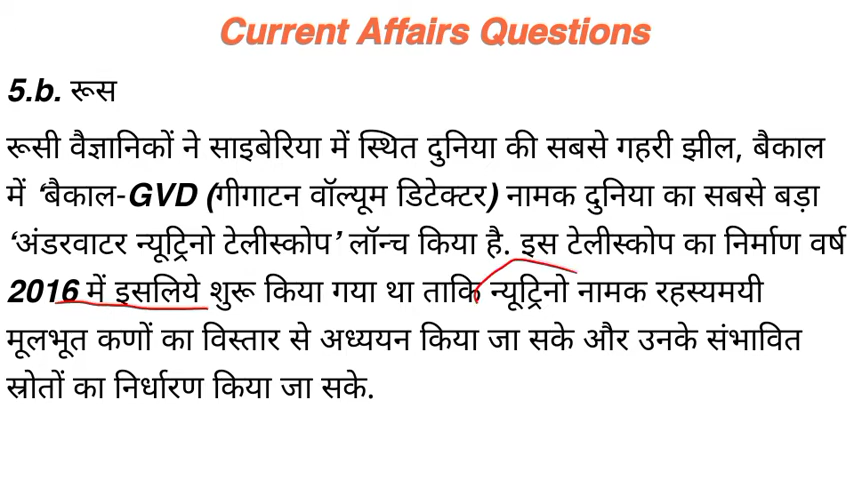 Current Affairs Questions
5.b. रूस
रूसी वैज्ञानिकों ने साइबेरिया में स्थित दुनिया की सबसे गहरी झील, बैकाल
में ‘बैकाल-GVD (गीगाटन वॉल्यूम डिटेक्टर) नामक दुनिया का सबसे बड़ा
‘अंडरवाटर न्यूट्रिनो टेलीस्कोप’ लॉन्च किया है. इस टेलीस्कोप का निर्माण वर्ष
2016 में इसलिये शुरू किया गया था ताकि न्यूट्रिनो नामक रहस्यमयी
मूलभूत कणों का विस्तार से अध्ययन किया जा सके और उनके संभावित
स्रोतों का निर्धारण किया जा सके.